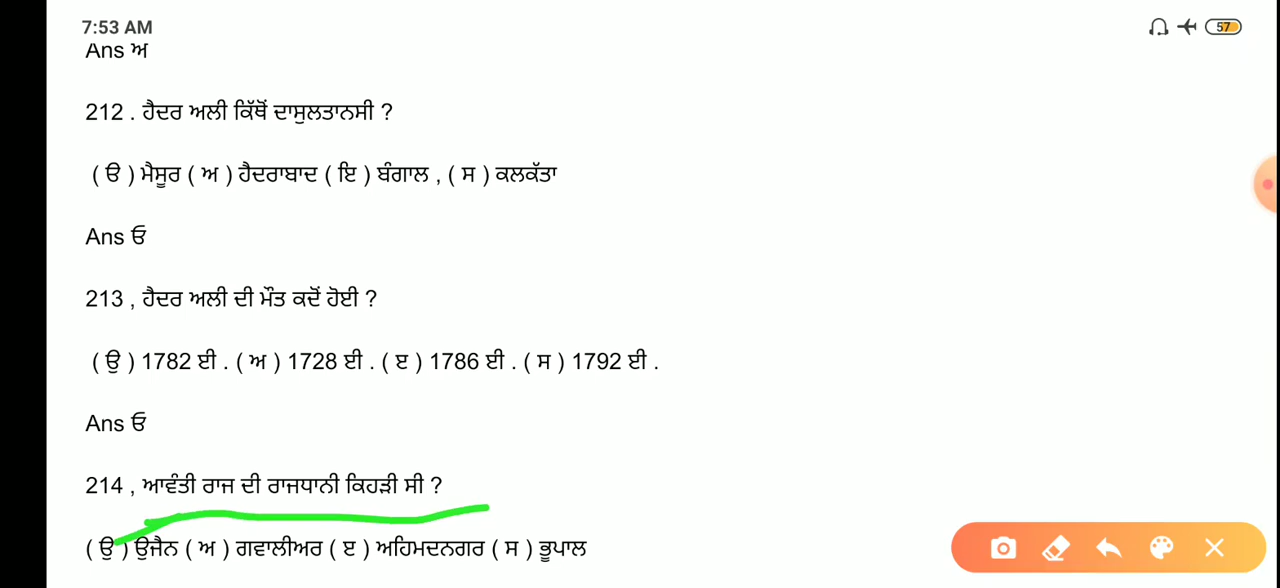 7:53 AM 57
Ans ਅ
212 . ਹੈਦਰ ਅਲੀ ਕਿੱਥੋਂ ਦਾਸੁਲਤਾਨਸੀ ?
( ੳ ) ਮੈਸੂਰ ( ਅ ) ਹੈਦਰਾਬਾਦ ( ਇ ) ਬੰਗਾਲ , ( ਸ ) ਕਲਕੱਤਾ
Ans ਓ
213 , ਹੈਦਰ ਅਲੀ ਦੀ ਮੌਤ ਕਦੋਂ ਹੋਈ ?
( ਉ ) 1782 ਈ . ( ਅ ) 1728 ਈ . ( ੲ ) 1786 ਈ . ( ਸ ) 1792 ਈ .
Ans ਓ
214 , ਆਵੰਤੀ ਰਾਜ ਦੀ ਰਾਜਧਾਨੀ ਕਿਹੜੀ ਸੀ ?
( ਉ ) ਉਜੈਨ ( ਅ ) ਗਵਾਲੀਅਰ ( ੲ ) ਅਹਿਮਦਨਗਰ ( ਸ ) ਭੂਪਾਲ